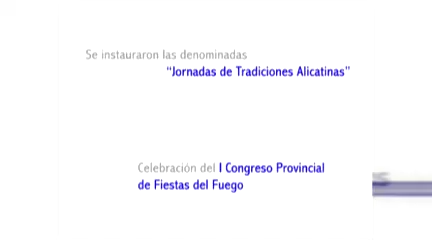 Se instauraron las denominadas
“Jornadas de Tradiciones Alicatinas”
Celebración del I Congreso Provincial
de Fiestas del Fuego